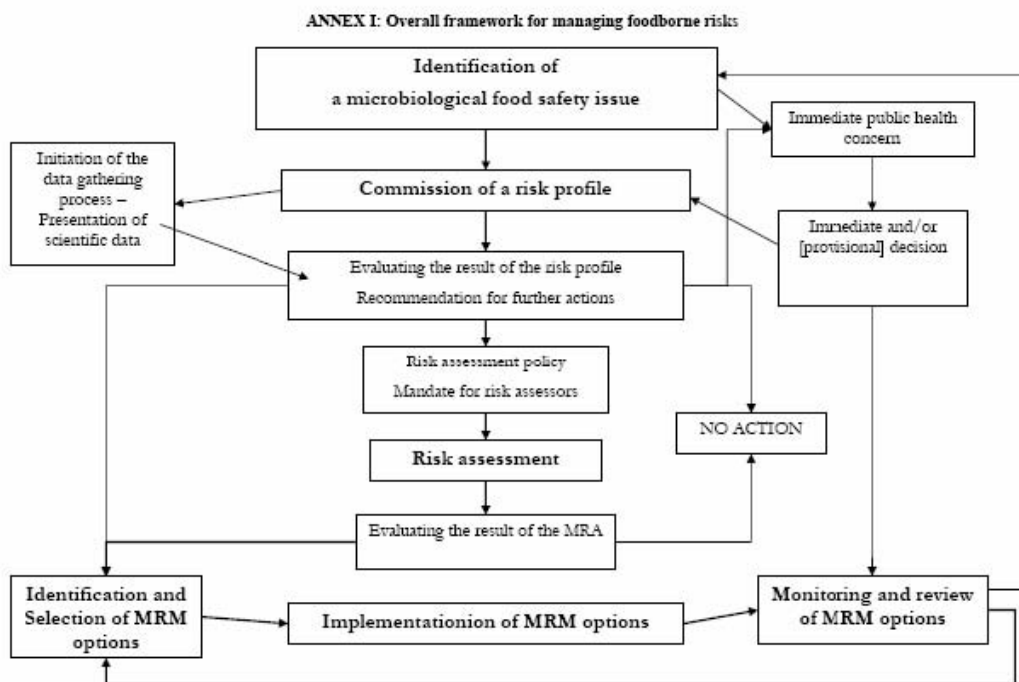 ANNEX I: Overall framework for managing foodborne risks
Identification of
a microbiological food safety issue
Immediate public health
concern
Initiation of the
data gathering
process –
Presentation of
scientific data
Commission of a risk profile
Immediate and/or
[provisional] decision
Evaluating the result of the risk profile
Recommendation for further actions
Risk assessment policy
Mandate for risk assessors
NO ACTION
Risk assessment
Evaluating the result of the MRA
Identification and
Selection of MRM
options
Implementationion of MRM options
Monitoring and review
of MRM options